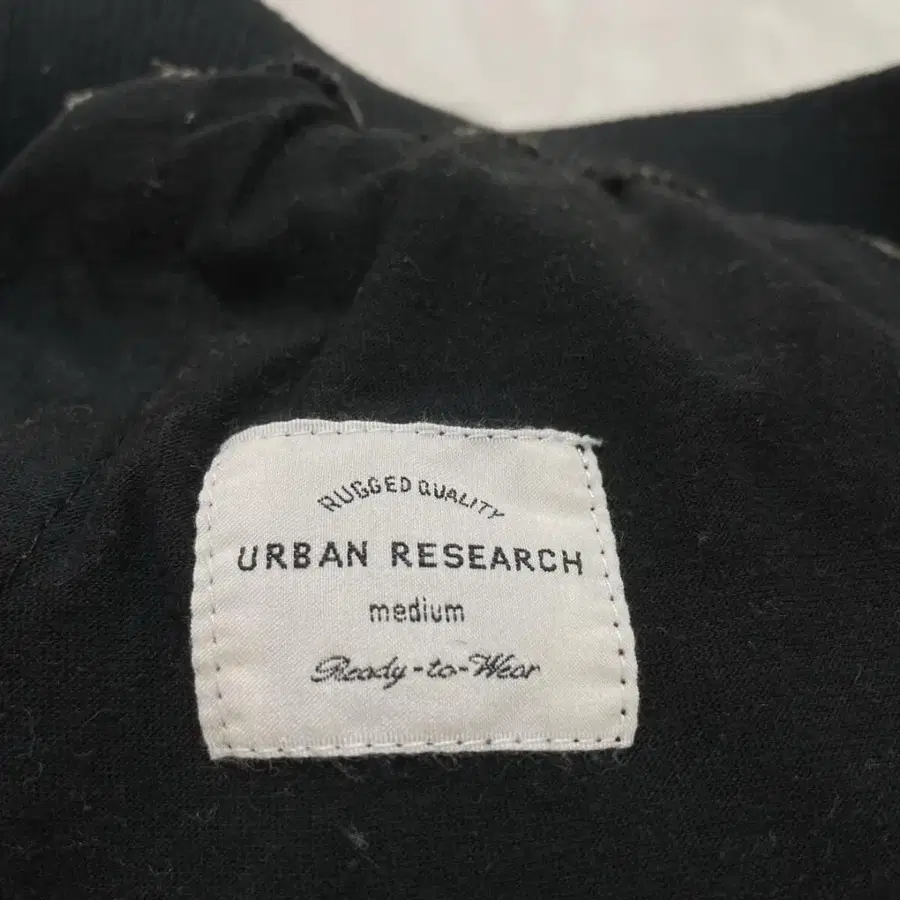 RUGGED QUALITY
URBAN RESEARCH
medium
Ready-to-Wear